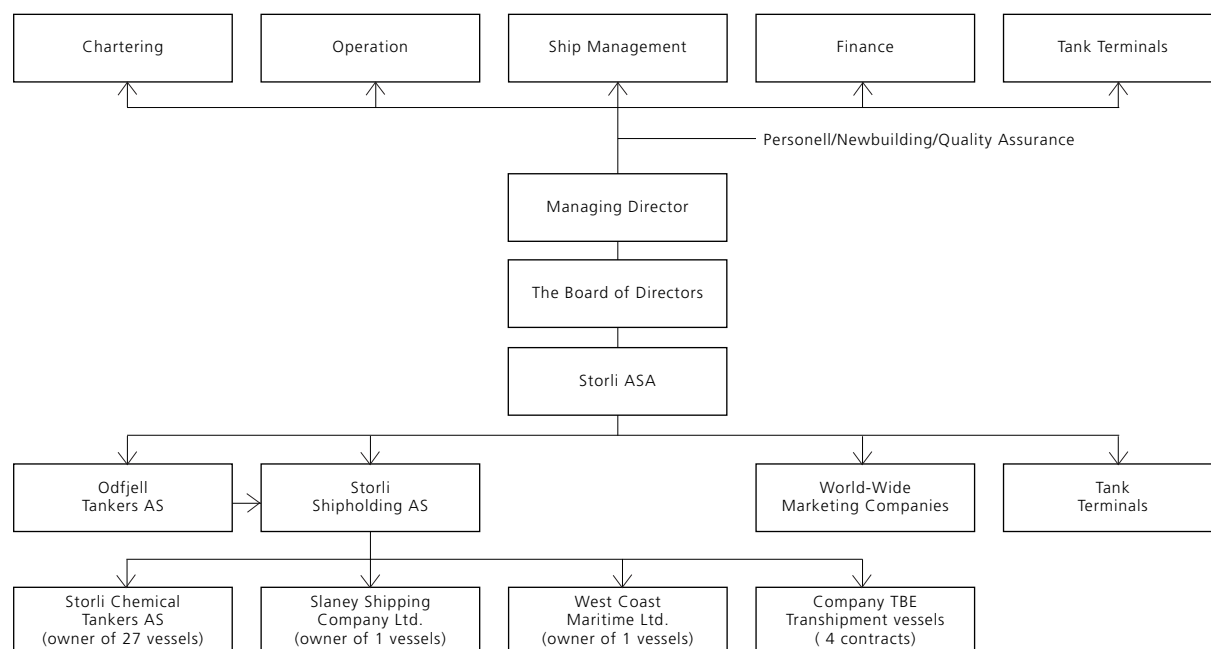 Chartering
Operation
Ship Management
Finance
Tank Terminals
Personell/Newbuilding/Quality Assurance
Managing Director
The Board of Directors
Storli ASA
Odfjell
Tankers AS
Storli
Shipholding AS
World-Wide
Marketing Companies
Tank
Terminals
Storli Chemical
Tankers AS
(owner of 27 vessels)
Slaney Shipping
Company Ltd.
(owner of 1 vessels)
West Coast
Maritime Ltd.
(owner of 1 vessels)
Company TBE
Transhipment vessels
( 4 contracts)